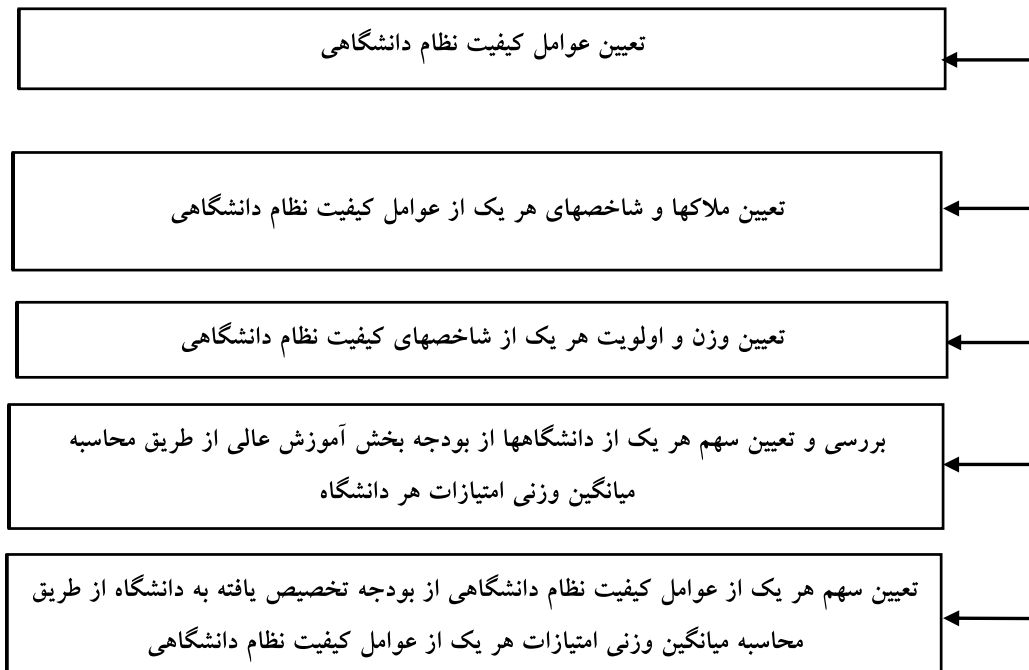 تعیین عوامل کیفیت نظام دانشگاهی
تعیین ملاکها و شاخصهای هر یک از عوامل کیفیت نظام دانشگاهی
تعیین وزن و اولویت هر یک از شاخصهای کیفیت نظام دانشگاهی
بررسی و تعیین سهم هر یک از دانشگاهها از بودجه بخش آموزش عالی از طریق محاسبه
میانگین وزنی امتیازات هر دانشگاه
تعیین سهم هر یک از عوامل کیفیت نظام دانشگاهی از بودجه تخصیص یافته به دانشگاه از طریق
محاسبه میانگین وزنی امتیازات هر یک از عوامل کیفیت نظام دانشگاهی